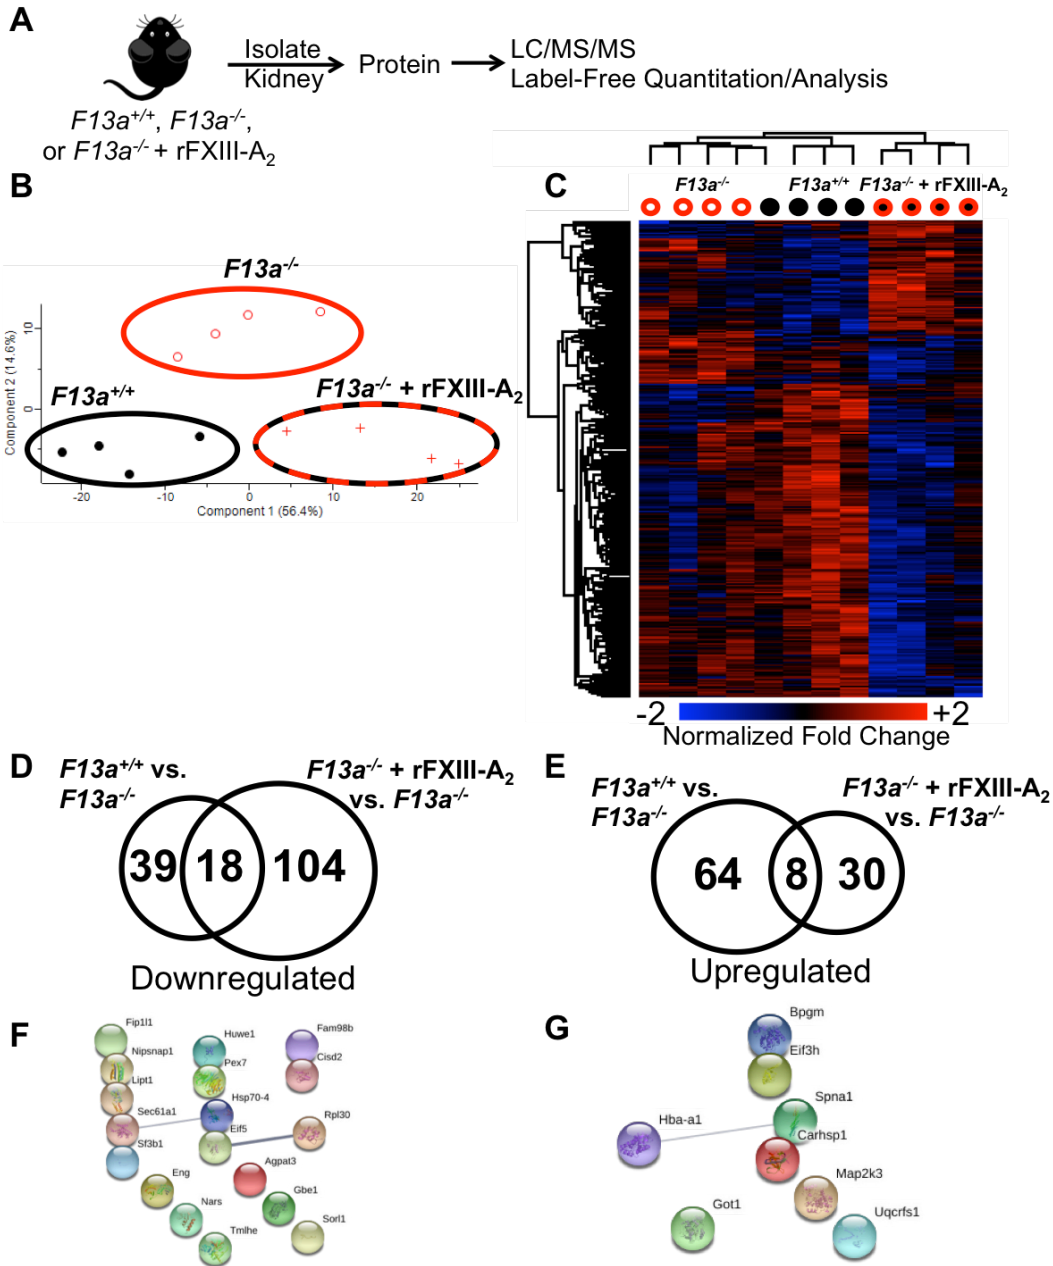 A
Isolate
Kidney
Protein
LC/MS/MS
Label-Free Quantitation/Analysis
F13a+/+, F13a-/-,
or F13a-/- + rFXIII-A2
B
F13a-/-
F13a+/+
F13a-/- + rFXIII-A2
Component 2 (14.6%)
10
0
-20
-10
0
10
20
Component 1 (56.4%)
C
F13a-/-
F13a+/+
F13a-/- + rFXIII-A2
-2
+2
Normalized Fold Change
D
F13a+/+ vs.
F13a-/-
F13a-/- + rFXIII-A2
vs. F13a-/-
39
18
104
Downregulated
E
F13a+/+ vs.
F13a-/-
F13a-/- + rFXIII-A2
vs. F13a-/-
64
8
30
Upregulated
F
Fip1l1
Nipsnap1
Lipt1
Sec61a1
Sf3b1
Huwe1
Pex7
Hsp70-4
Eif5
Fam98b
Cisd2
Rpl30
Eng
Nars
Tmlhe
Agpat3
Gbe1
Sorl1
G
Bpgm
Eif3h
Spna1
Hba-a1
Carhsp1
Map2k3
Got1
Uqcrfs1